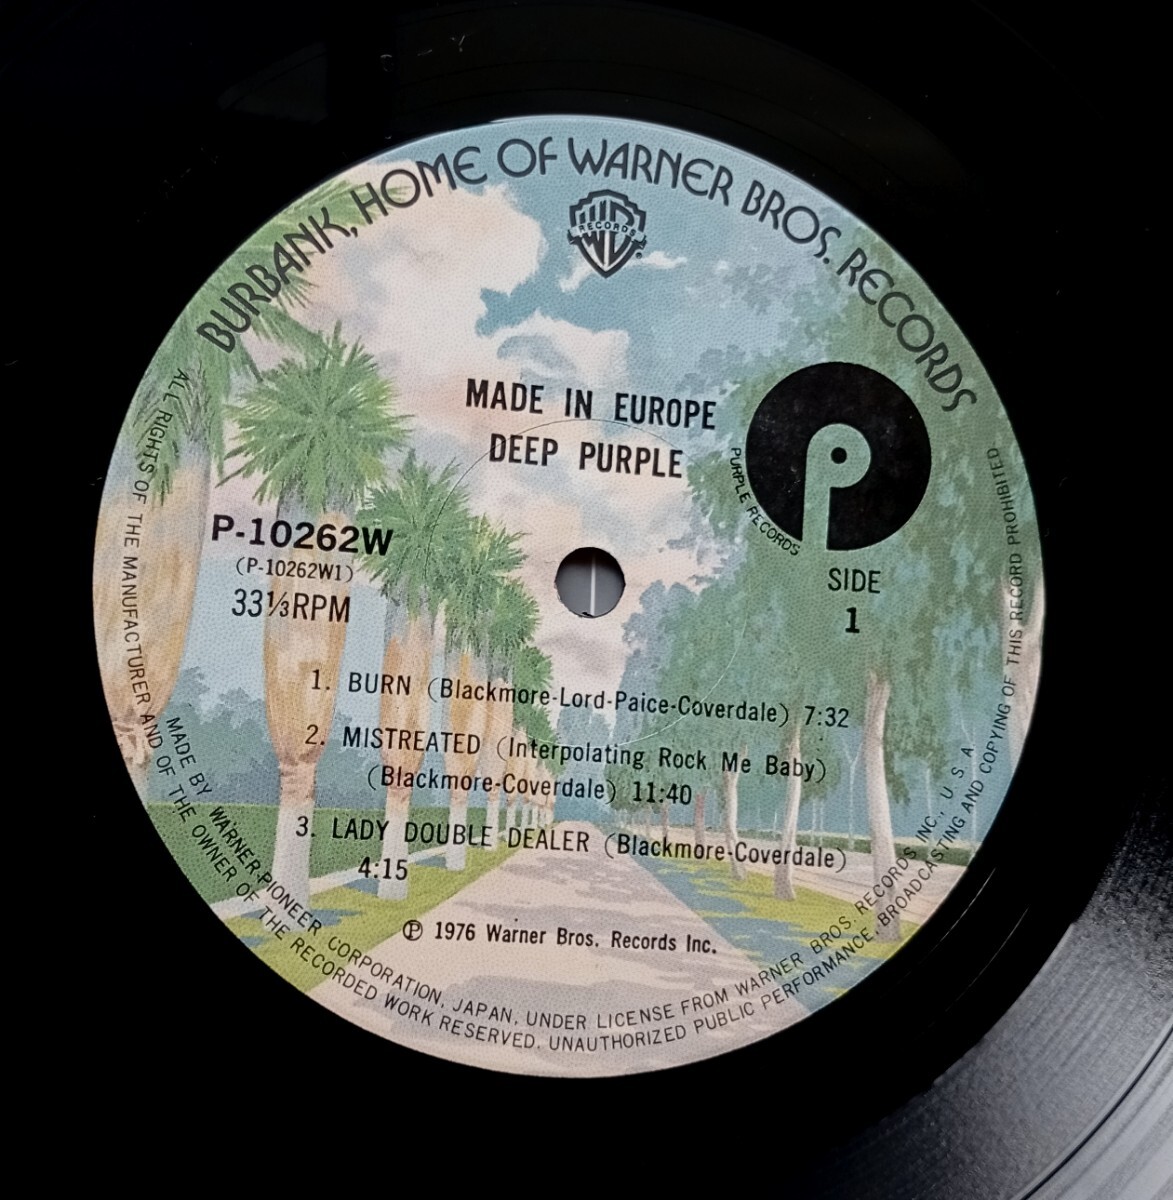 BURBANK, HOME OF WARNER BROS. RECORDS
W RECORDS
MADE IN EUROPE
DEEP PURPLE
PURPLE RECORDS
P-10262W
(P-10262W1)
33⅓RPM
SIDE
1
1. BURN (Blackmore-Lord-Paice-Coverdale) 7:32
2. MISTREATED (Interpolating Rock Me Baby)
(Blackmore-Coverdale) 11:40
3. LADY DOUBLE DEALER (Blackmore-Coverdale)
4:15
℗ 1976 Warner Bros. Records Inc.
MADE BY WARNER-PIONEER CORPORATION, JAPAN, UNDER LICENSE FROM WARNER BROS. RECORDS INC., U S A
ALL RIGHTS OF THE MANUFACTURER AND OF THE OWNER OF THE RECORDED WORK RESERVED. UNAUTHORIZED PUBLIC PERFORMANCE, BROADCASTING AND COPYING OF THIS RECORD PROHIBITED